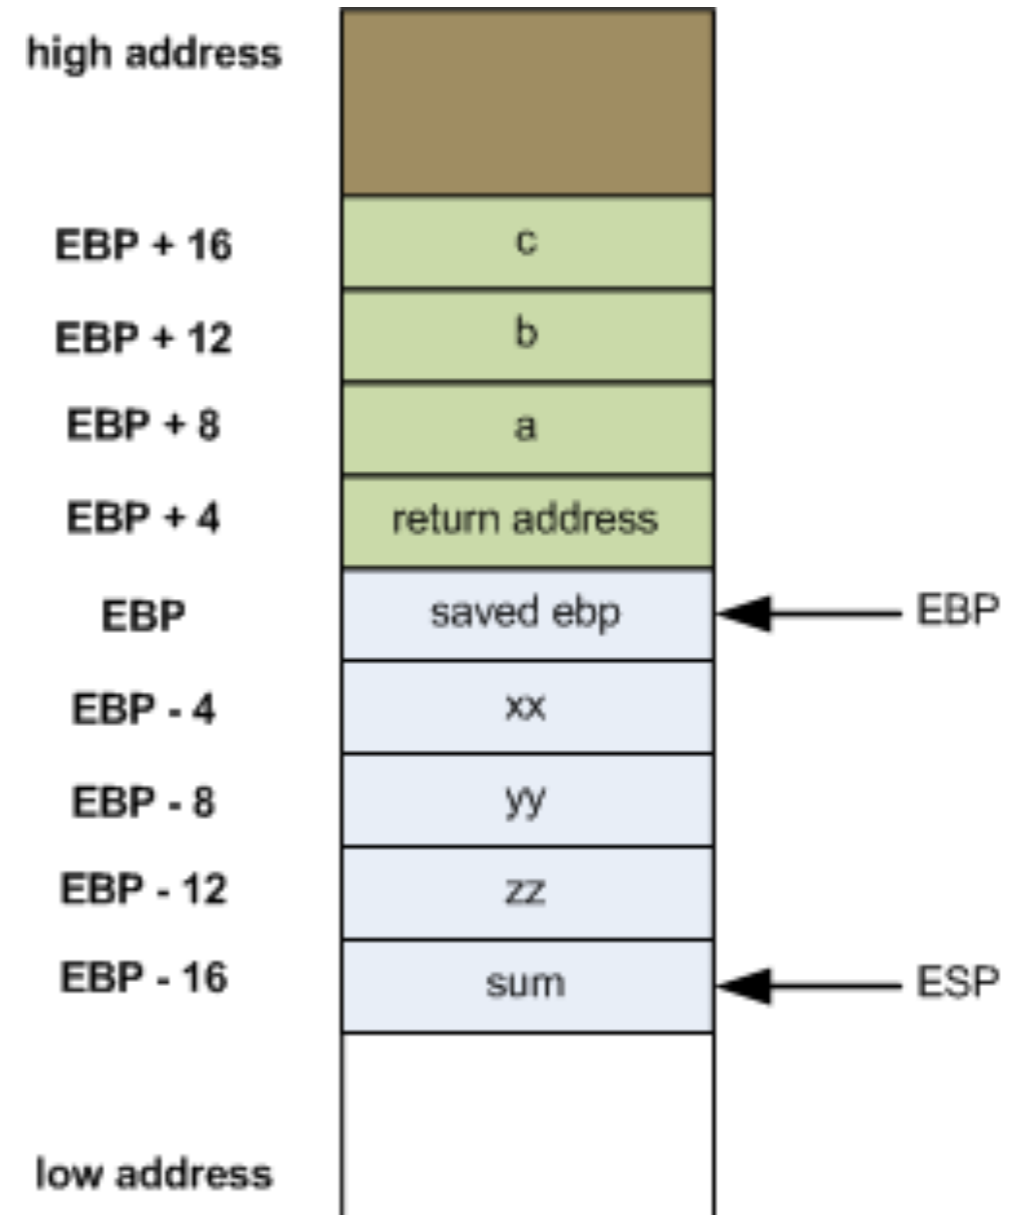 high address
EBP + 16 c
EBP + 12 b
EBP + 8 a
EBP + 4 return address
EBP saved ebp EBP
EBP - 4 xx
EBP - 8 yy
EBP - 12 zz
EBP - 16 sum ESP
low address